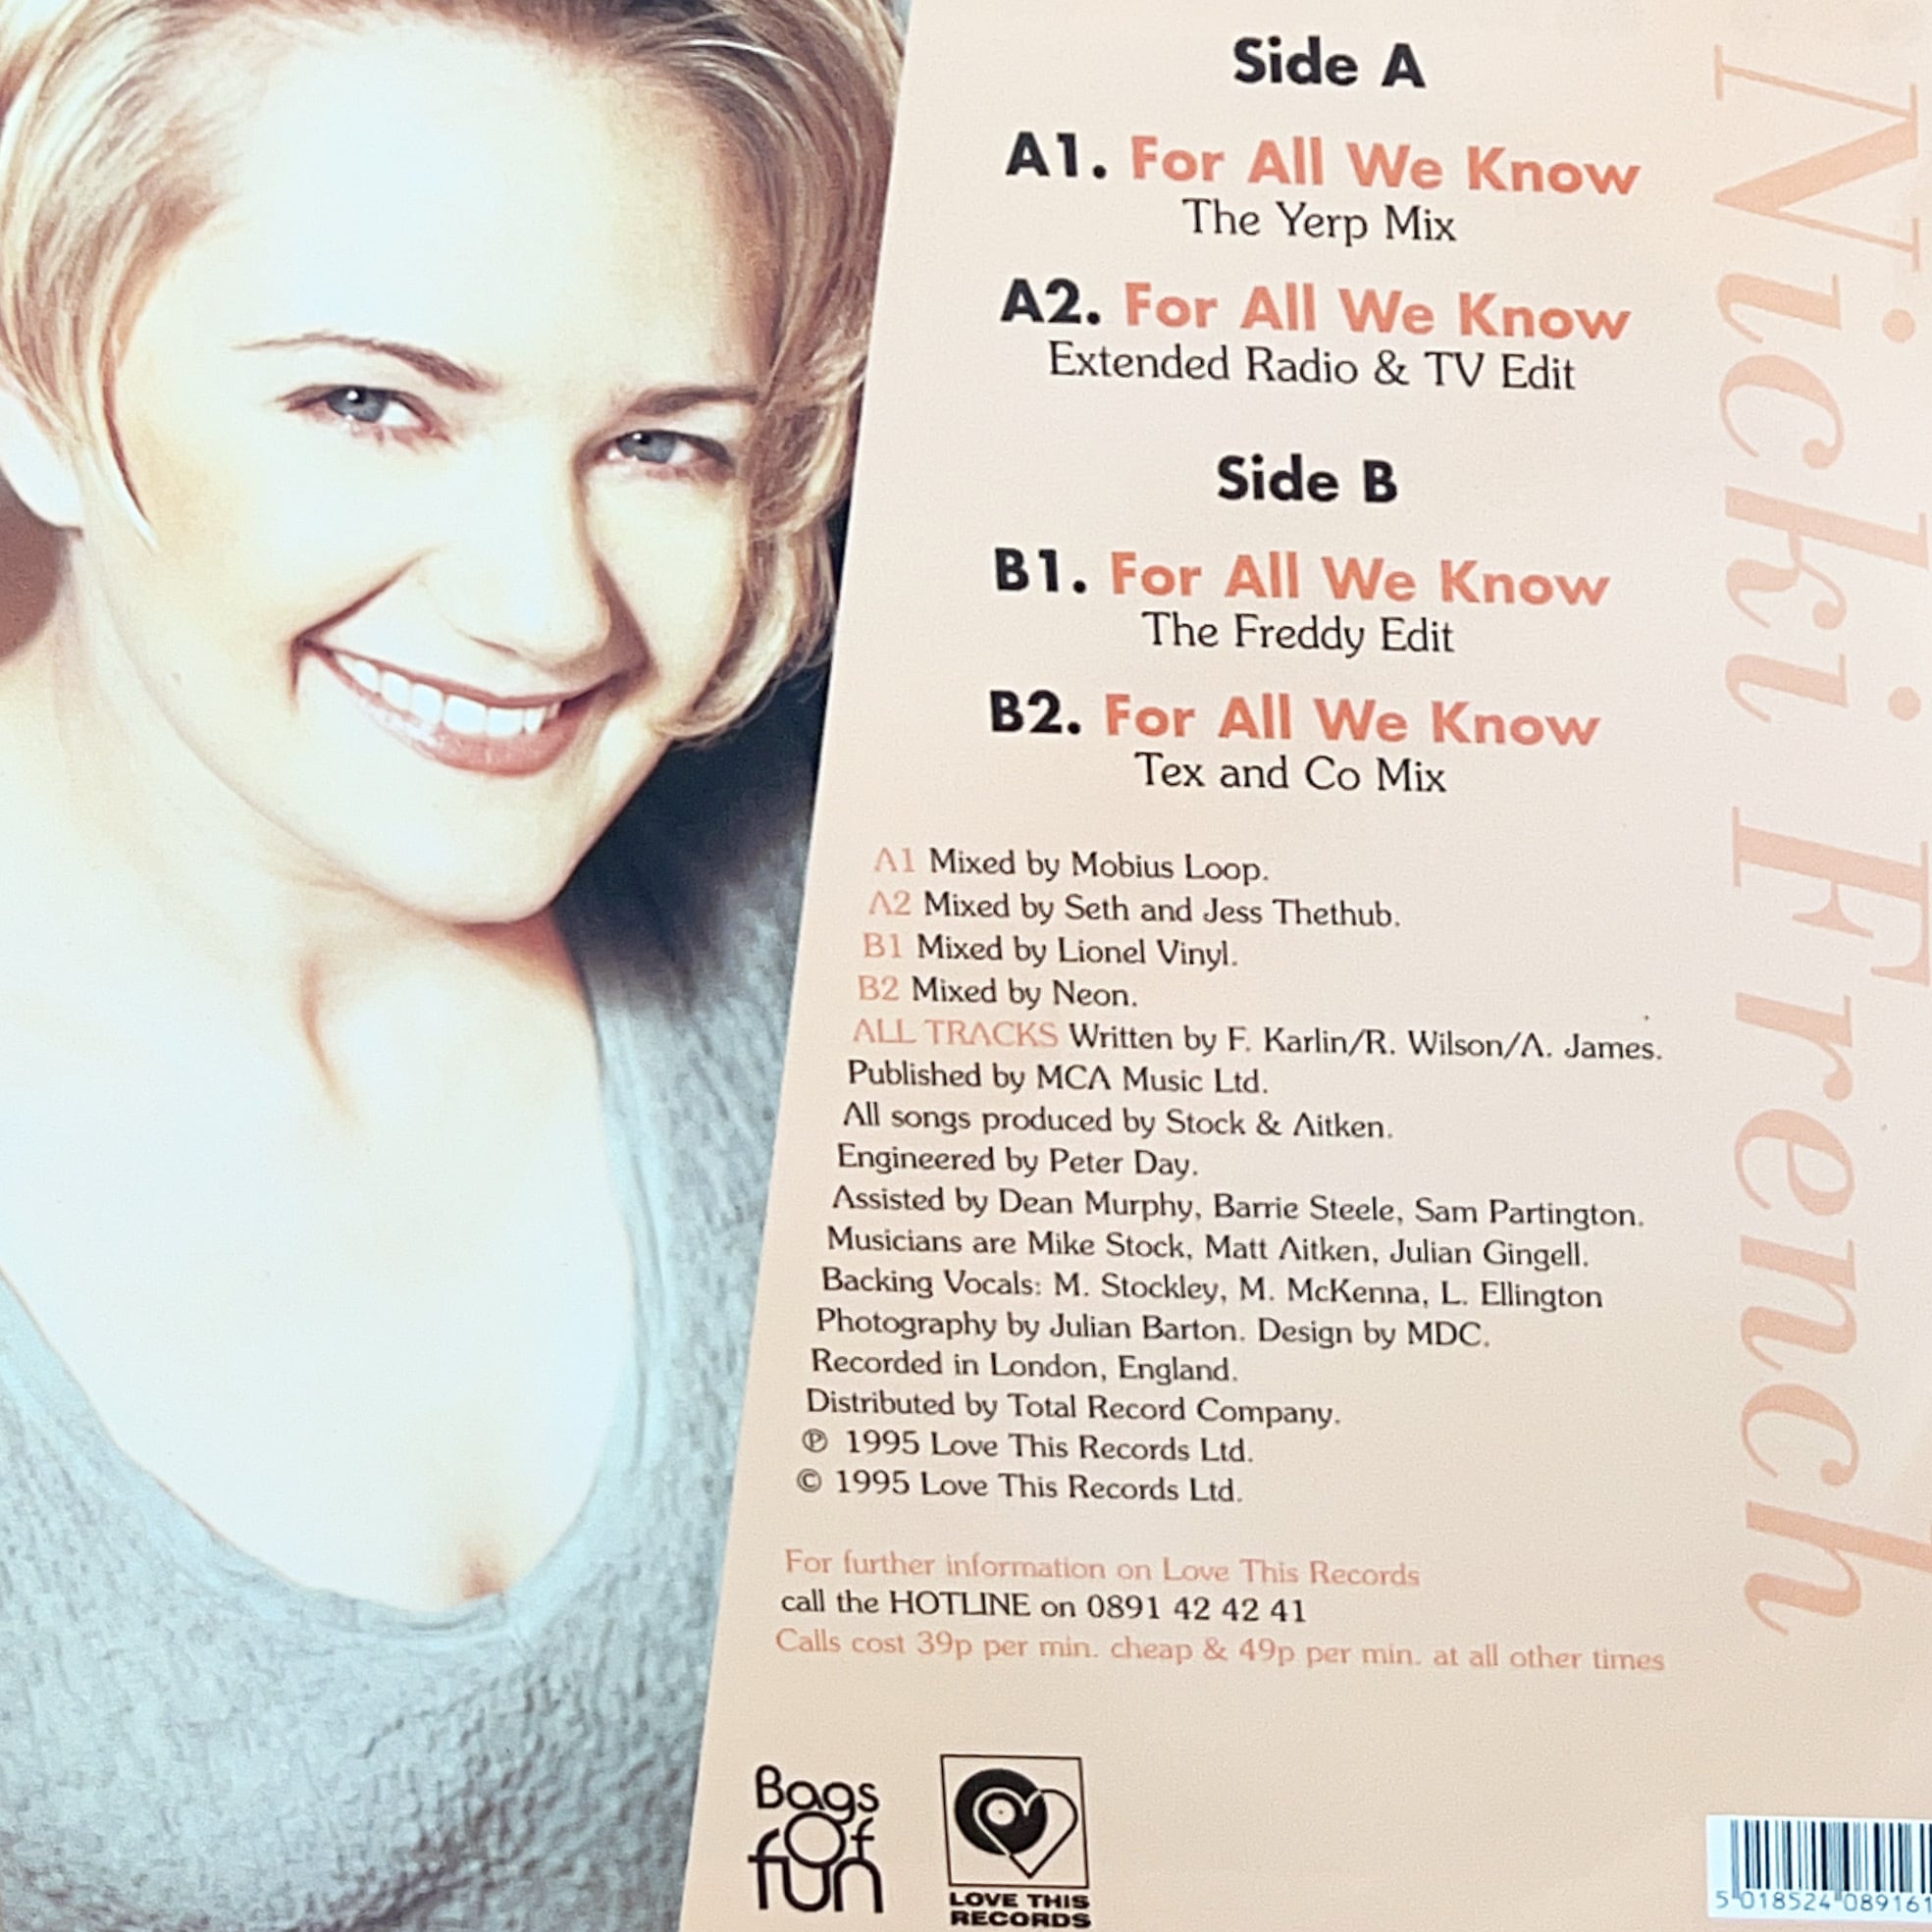 Side A
A1. For All We Know
The Yerp Mix
A2. For All We Know
Extended Radio & TV Edit
Side B
B1. For All We Know
The Freddy Edit
B2. For All We Know
Tex and Co Mix
A1 Mixed by Mobius Loop.
A2 Mixed by Seth and Jess Thethub.
B1 Mixed by Lionel Vinyl.
B2 Mixed by Neon.
ALL TRACKS Written by F. Karlin/R. Wilson/A. James.
Published by MCA Music Ltd.
All songs produced by Stock & Aitken.
Engineered by Peter Day.
Assisted by Dean Murphy, Barrie Steele, Sam Partington.
Musicians are Mike Stock, Matt Aitken, Julian Gingell.
Backing Vocals: M. Stockley, M. McKenna, L. Ellington
Photography by Julian Barton. Design by MDC.
Recorded in London, England.
Distributed by Total Record Company.
℗ 1995 Love This Records Ltd.
© 1995 Love This Records Ltd.
For further information on Love This Records
call the HOTLINE on 0891 42 42 41
Calls cost 39p per min. cheap & 49p per min. at all other times
Bags
Of
fun
LOVE THIS
RECORDS
Nicki French
5 018524 089161